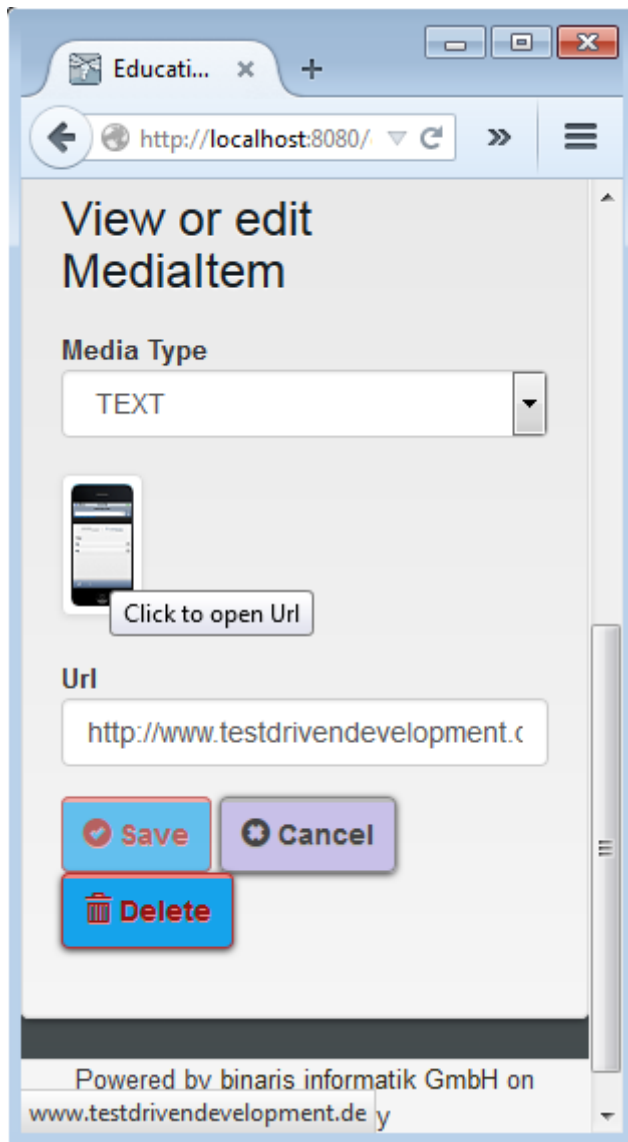 Educati...
http://localhost:8080/
View or edit
MediaItem
Media Type
TEXT
Click to open Url
Url
http://www.testdrivendevelopment.c
Save
Cancel
Delete
Powered by binaris informatik GmbH on
www.testdrivendevelopment.de y